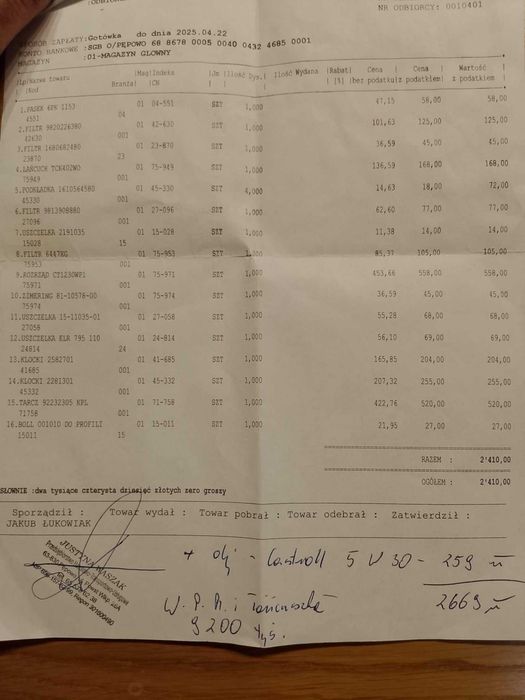 NR ODBIORCY: 0010401
SPOSÓB ZAPŁATY:Gotówka do dnia 2025.04.22
KONTO BANKOWE :SGB O/PĘPOWO 68 8678 0005 0040 0432 4685 0001
MAGAZYN :01-MAGAZYN GLOWNY
|Lp|Nazwa towaru |Mag|Indeks |Jm |Ilość Dys.| Ilość Wydana |Rabat| Cena | Cena | Wartość
|Kod Branża| |CN | [%] |bez podatku|z podatkiem| z podatkiem
1.PASEK 6PK 1153 01 04-551 SZT 1,000 47,15 58,00 58,00
4551 04
2.FILTR 9820226380 01 42-630 SZT 1,000 101,63 125,00 125,00
42630 001
3.FILTR 1680682480 01 23-870 SZT 1,000 36,59 45,00 45,00
23870 23
4.ŁAŃCUCH TCK402WO 01 75-949 SZT 1,000 136,59 168,00 168,00
75949 001
5.PODKŁADKA 1610564580 01 45-330 SZT 4,000 14,63 18,00 72,00
45330 001
6.FILTR 9813908880 01 27-096 SZT 1,000 62,60 77,00 77,00
27096 001
7.USZCZELKA 2191035 01 15-028 SZT 1,000 11,38 14,00 14,00
15028 15
8.FILTR 6447KG 01 75-953 SZT 1,000 85,37 105,00 105,00
75953 001
9.ROZRZĄD CT1230WP1 01 75-971 SZT 1,000 453,66 558,00 558,00
75971 001
10.ZIMERING 81-10578-00 01 75-974 SZT 1,000 36,59 45,00 45,00
75974 001
11.USZCZELKA 15-11035-01 01 27-058 SZT 1,000 55,28 68,00 68,00
27058 001
12.USZCZELKA ELR 795 110 01 24-814 SZT 1,000 56,10 69,00 69,00
24814 24
13.KLOCKI 2582701 01 41-685 SZT 1,000 165,85 204,00 204,00
41685 001
14.KLOCKI 2281301 01 45-332 SZT 1,000 207,32 255,00 255,00
45332 001
15.TARCZ 92232305 KPL 01 71-758 SZT 1,000 422,76 520,00 520,00
71758 001
16.BOLL 001010 DO PROFILI 01 15-011 SZT 1,000 21,95 27,00 27,00
15011 15
RAZEM : 2'410,00
OGÓŁEM : 2'410,00
SŁOWNIE :dwa tysiące czterysta dziesięć złotych zero groszy
Sporządził : Towar wydał : Towar pobrał : Towar odebrał : Zatwierdził :
JAKUB ŁUKOWIAK
JUSTYNA RASZAK
+ olj - Castroll 5 W 30 - 259 zł
2669 zł
W. P. M. i
9200 tyś.